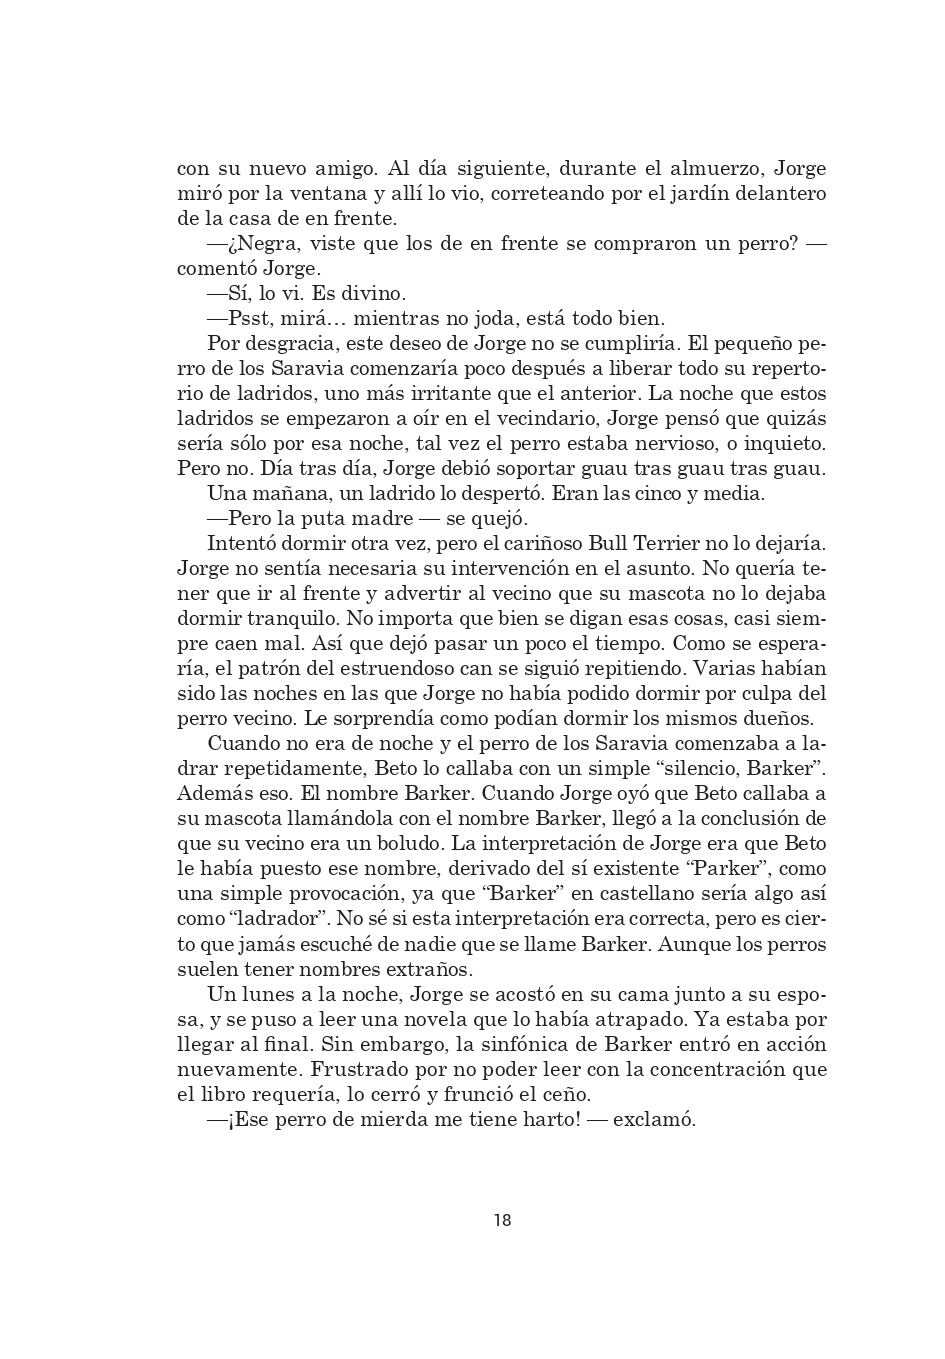 con su nuevo amigo. Al día siguiente, durante el almuerzo, Jorge
miró por la ventana y allí lo vio, correteando por el jardín delantero
de la casa de en frente.
—¿Negra, viste que los de en frente se compraron un perro? —
comentó Jorge.
—Sí, lo vi. Es divino.
—Psst, mirá… mientras no joda, está todo bien.
Por desgracia, este deseo de Jorge no se cumpliría. El pequeño pe-
rro de los Saravia comenzaría poco después a liberar todo su reperto-
rio de ladridos, uno más irritante que el anterior. La noche que estos
ladridos se empezaron a oír en el vecindario, Jorge pensó que quizás
sería sólo por esa noche, tal vez el perro estaba nervioso, o inquieto.
Pero no. Día tras día, Jorge debió soportar guau tras guau tras guau.
Una mañana, un ladrido lo despertó. Eran las cinco y media.
—Pero la puta madre — se quejó.
Intentó dormir otra vez, pero el cariñoso Bull Terrier no lo dejaría.
Jorge no sentía necesaria su intervención en el asunto. No quería te-
ner que ir al frente y advertir al vecino que su mascota no lo dejaba
dormir tranquilo. No importa que bien se digan esas cosas, casi siem-
pre caen mal. Así que dejó pasar un poco el tiempo. Como se espera-
ría, el patrón del estruendoso can se siguió repitiendo. Varias habían
sido las noches en las que Jorge no había podido dormir por culpa del
perro vecino. Le sorprendía como podían dormir los mismos dueños.
Cuando no era de noche y el perro de los Saravia comenzaba a la-
drar repetidamente, Beto lo callaba con un simple “silencio, Barker”.
Además eso. El nombre Barker. Cuando Jorge oyó que Beto callaba a
su mascota llamándola con el nombre Barker, llegó a la conclusión de
que su vecino era un boludo. La interpretación de Jorge era que Beto
le había puesto ese nombre, derivado del sí existente “Parker”, como
una simple provocación, ya que “Barker” en castellano sería algo así
como “ladrador”. No sé si esta interpretación era correcta, pero es cier-
to que jamás escuché de nadie que se llame Barker. Aunque los perros
suelen tener nombres extraños.
Un lunes a la noche, Jorge se acostó en su cama junto a su espo-
sa, y se puso a leer una novela que lo había atrapado. Ya estaba por
llegar al final. Sin embargo, la sinfónica de Barker entró en acción
nuevamente. Frustrado por no poder leer con la concentración que
el libro requería, lo cerró y frunció el ceño.
—¡Ese perro de mierda me tiene harto! — exclamó.
18